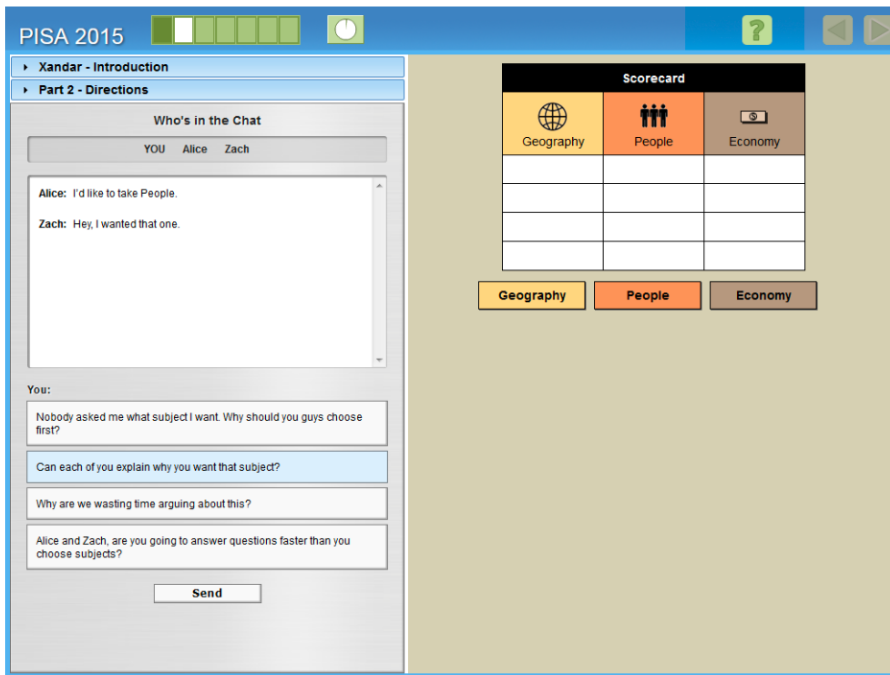 PISA 2015
?
Xandar - Introduction
Part 2 - Directions
Who's in the Chat
YOU Alice Zach
Alice: I'd like to take People.
Zach: Hey, I wanted that one.
You:
Nobody asked me what subject I want. Why should you guys choose
first?
Can each of you explain why you want that subject?
Why are we wasting time arguing about this?
Alice and Zach, are you going to answer questions faster than you
choose subjects?
Send
Scorecard
Geography People Economy
Geography People Economy